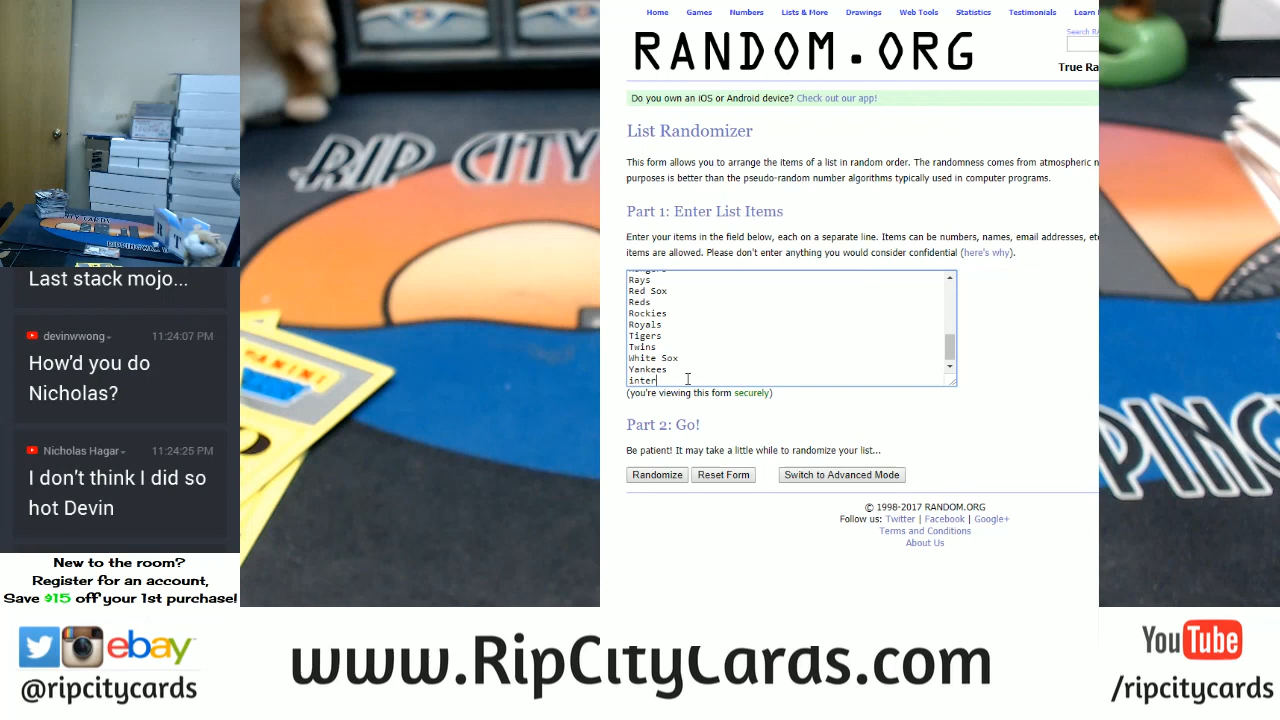 Last stack mojo...
devinwwong
11:24:07 PM
How'd you do
Nicholas?
Nicholas Hagar
11:24:25 PM
I don't think I did so
hot Devin
New to the room?
Register for an account,
Save $15 off your 1st purchase!
ebay
@ripcitycards
RIP CITY
PANINI
Home Games Numbers Lists & More Drawings Web Tools Statistics Testimonials Learn
RANDOM.ORG
True Ra
Do you own an iOS or Android device? Check out our app!
List Randomizer
This form allows you to arrange the items of a list in random order. The randomness comes from atmospheric n
purposes is better than the pseudo-random number algorithms typically used in computer programs.
Part 1: Enter List Items
Enter your items in the field below, each on a separate line. Items can be numbers, names, email addresses, etc
items are allowed. Please don't enter anything you would consider confidential (here's why).
Rays
Red Sox
Reds
Rockies
Royals
Tigers
Twins
White Sox
Yankees
inter
(you're viewing this form securely)
Part 2: Go!
Be patient! It may take a little while to randomize your list...
Randomize Reset Form Switch to Advanced Mode
© 1998-2017 RANDOM.ORG
Follow us: Twitter | Facebook | Google+
Terms and Conditions
About Us
www.RipCityCards.com
YouTube
/ripcitycards